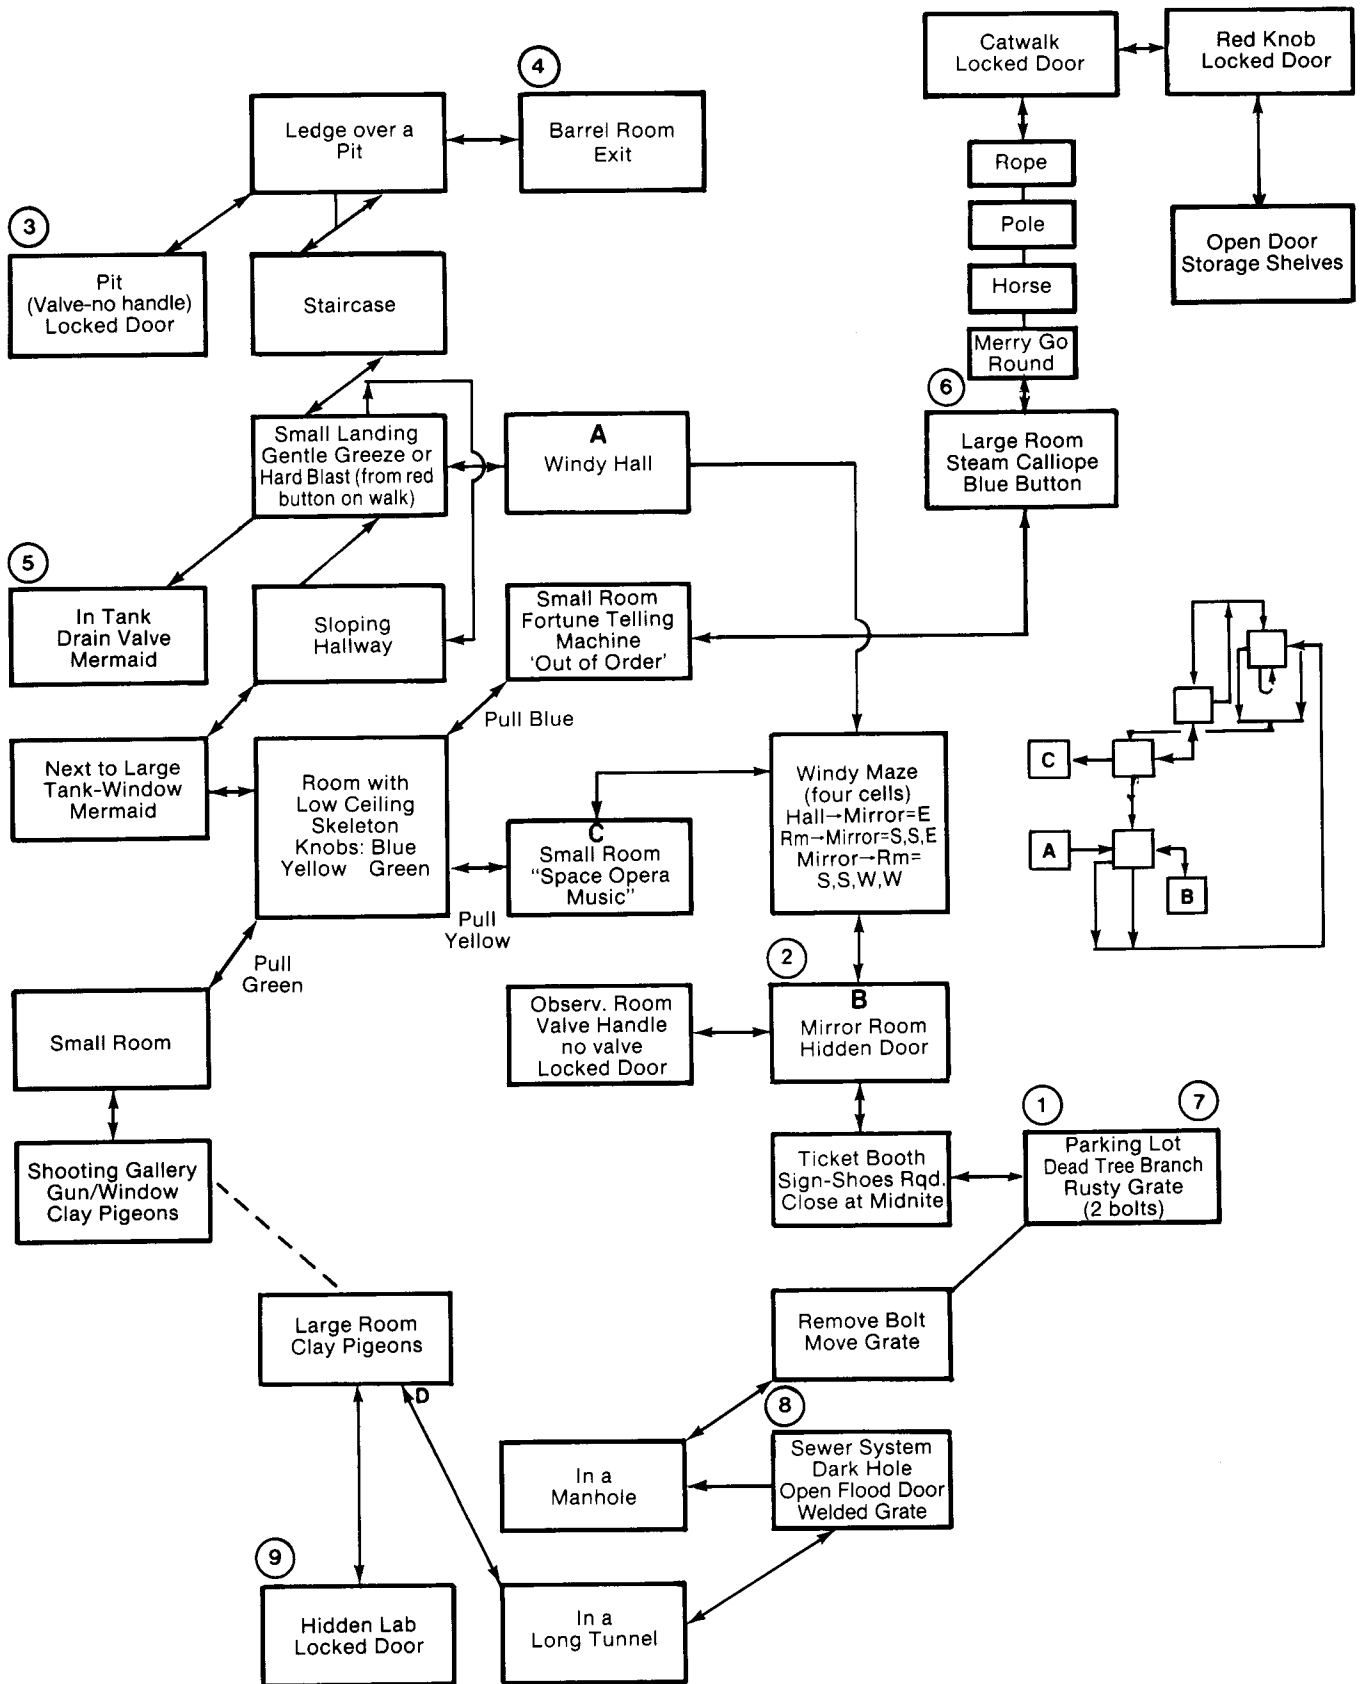 4
Ledge over a
Pit
Barrel Room
Exit
Catwalk
Locked Door
Red Knob
Locked Door
Rope
Pole
Horse
Merry Go
Round
Open Door
Storage Shelves
3
Pit
(Valve-no handle)
Locked Door
Staircase
6
Small Landing
Gentle Greeze or
Hard Blast (from red
button on walk)
A
Windy Hall
Large Room
Steam Calliope
Blue Button
5
In Tank
Drain Valve
Mermaid
Sloping
Hallway
Small Room
Fortune Telling
Machine
'Out of Order'
Pull Blue
Next to Large
Tank-Window
Mermaid
Room with
Low Ceiling
Skeleton
Knobs: Blue
Yellow Green
C
Small Room
"Space Opera
Music"
Pull
Yellow
Windy Maze
(four cells)
Hall→Mirror=E
Rm→Mirror=S,S,E
Mirror→Rm=
S,S,W,W
C
A
B
Pull
Green
2
Small Room
Observ. Room
Valve Handle
no valve
Locked Door
B
Mirror Room
Hidden Door
1
7
Shooting Gallery
Gun/Window
Clay Pigeons
Ticket Booth
Sign-Shoes Rqd.
Close at Midnite
Parking Lot
Dead Tree Branch
Rusty Grate
(2 bolts)
Large Room
Clay Pigeons
D
Remove Bolt
Move Grate
8
In a
Manhole
Sewer System
Dark Hole
Open Flood Door
Welded Grate
9
Hidden Lab
Locked Door
In a
Long Tunnel